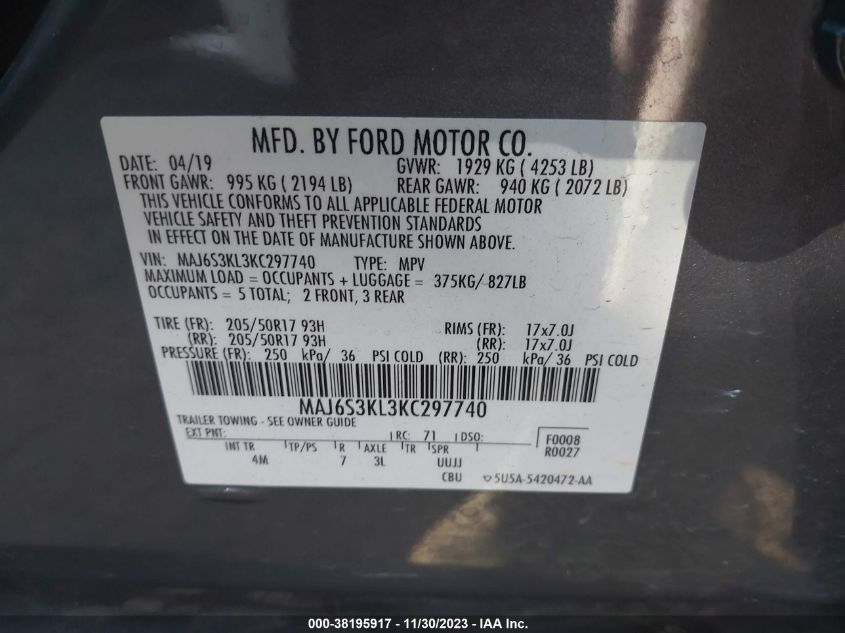 MFD. BY FORD MOTOR CO.
DATE: 04/19 GVWR: 1929 KG ( 4253 LB)
FRONT GAWR: 995 KG ( 2194 LB) REAR GAWR: 940 KG ( 2072 LB)
THIS VEHICLE CONFORMS TO ALL APPLICABLE FEDERAL MOTOR
VEHICLE SAFETY AND THEFT PREVENTION STANDARDS
IN EFFECT ON THE DATE OF MANUFACTURE SHOWN ABOVE.
VIN: MAJ6S3KL3KC297740 TYPE: MPV
MAXIMUM LOAD = OCCUPANTS + LUGGAGE = 375KG/ 827LB
OCCUPANTS = 5 TOTAL; 2 FRONT, 3 REAR
TIRE (FR): 205/50R17 93H RIMS (FR): 17x7.0J
(RR): 205/50R17 93H (RR): 17x7.0J
PRESSURE (FR): 250 kPa/ 36 PSI COLD (RR): 250 kPa/ 36 PSI COLD
MAJ6S3KL3KC297740
TRAILER TOWING - SEE OWNER GUIDE
EXT PNT: RC: 71 DSO: F0008
R0027
INT TR TP/PS R AXLE TR SPR
4M 7 3L UUJJ
CBU 5U5A-5420472-AA
000-38195917 - 11/30/2023 - IAA Inc.